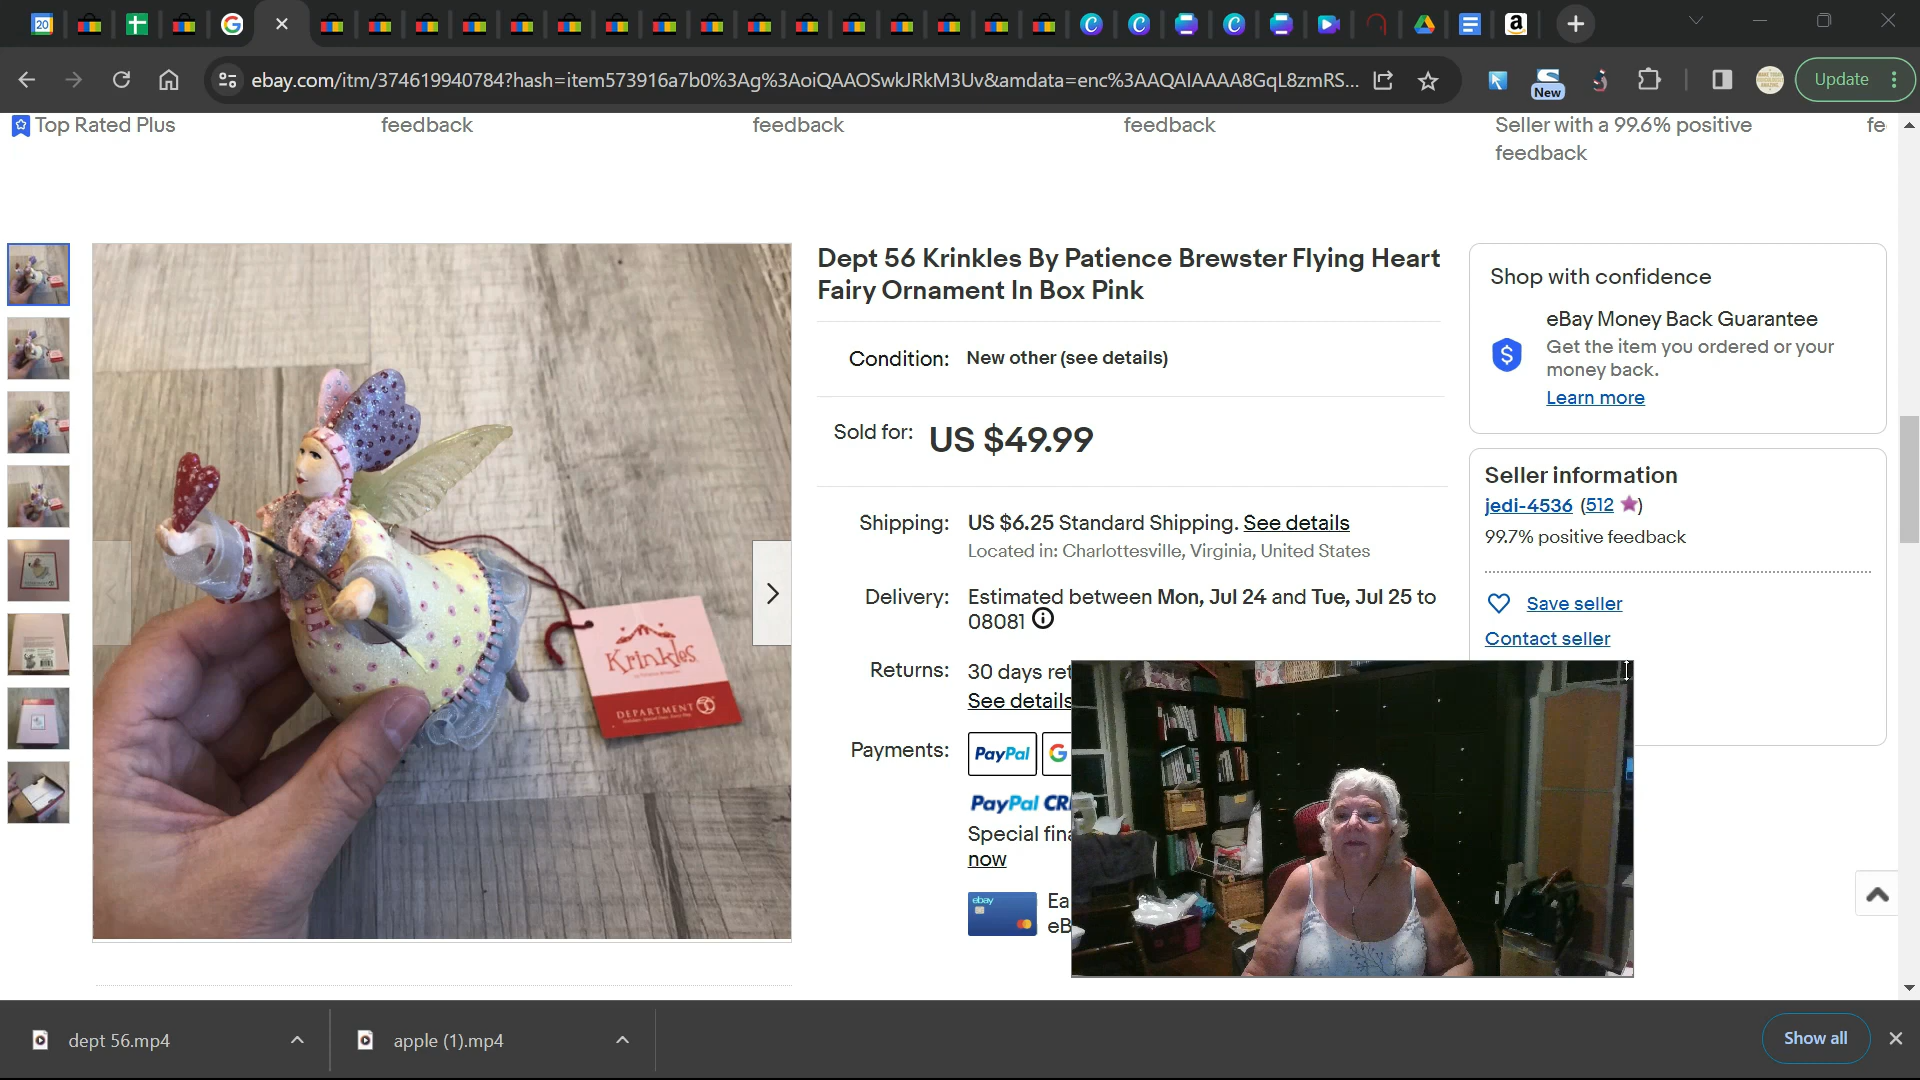 20
ebay.com/itm/374619940784?hash=item573916a7b0%3Ag%3AoiQAAOSwkJRkM3Uv&amdata=enc%3AAQAIAAAA8GqL8zmRS...
New
Update
Top Rated Plus
feedback
feedback
feedback
Seller with a 99.6% positive
feedback
fe
Dept 56 Krinkles By Patience Brewster Flying Heart
Fairy Ornament In Box Pink
Condition: New other (see details)
Sold for: US $49.99
Shipping: US $6.25 Standard Shipping. See details
Located in: Charlottesville, Virginia, United States
Delivery: Estimated between Mon, Jul 24 and Tue, Jul 25 to
08081
Returns: 30 days ret
See details
Payments: PayPal G
PayPal CR
Special fina
now
ebay
Ea
eB
Krinkles
DEPARTMENT 56
Shop with confidence
eBay Money Back Guarantee
Get the item you ordered or your
money back.
Learn more
Seller information
jedi-4536 (512)
99.7% positive feedback
Save seller
Contact seller
dept 56.mp4
apple (1).mp4
Show all